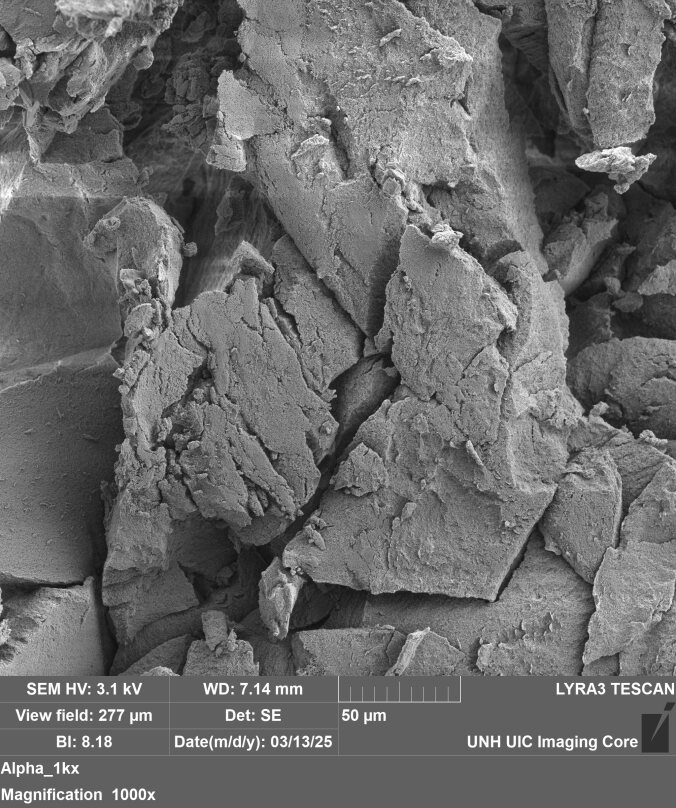 SEM HV: 3.1 kV
WD: 7.14 mm
LYRA3 TESCAN
View field: 277 µm
Det: SE
50 µm
BI: 8.18
Date(m/d/y): 03/13/25
UNH UIC Imaging Core
Alpha_1kx
Magnification 1000x